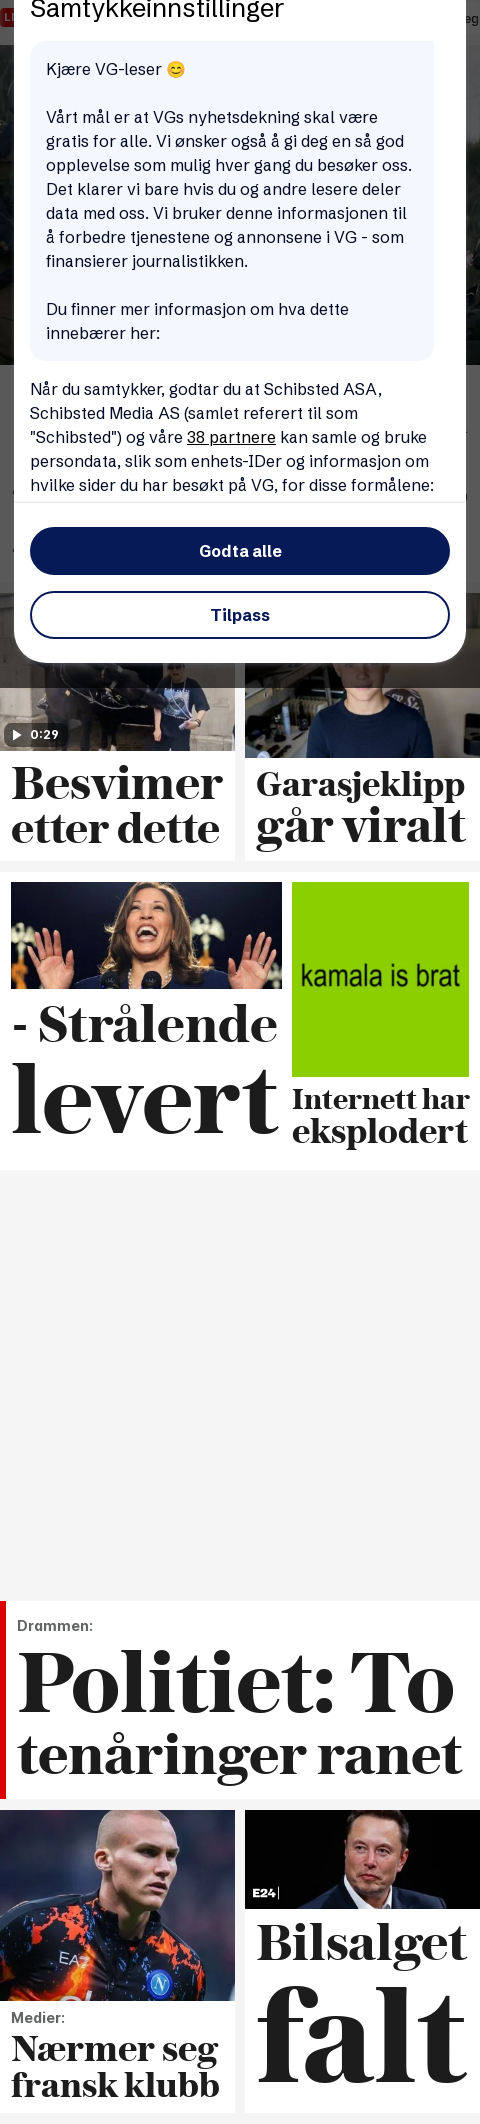 Samtykkeinnstillinger
Kjære VG-leser 😊
Vårt mål er at VGs nyhetsdekning skal være
gratis for alle. Vi ønsker også å gi deg en så god
opplevelse som mulig hver gang du besøker oss.
Det klarer vi bare hvis du og andre lesere deler
data med oss. Vi bruker denne informasjonen til
å forbedre tjenestene og annonsene i VG - som
finansierer journalistikken.
Du finner mer informasjon om hva dette
innebærer her:
Når du samtykker, godtar du at Schibsted ASA,
Schibsted Media AS (samlet referert til som
"Schibsted") og våre 38 partnere kan samle og bruke
persondata, slik som enhets-IDer og informasjon om
hvilke sider du har besøkt på VG, for disse formålene:
Godta alle
Tilpass
0:29
Besvimer
etter dette
Garasjeklipp
går viralt
- Strålende
levert
kamala is brat
Internett har
eksplodert
Drammen:
Politiet: To
tenåringer ranet
EA7
N
Medier:
Nærmer seg
fransk klubb
E24
Bilsalget
falt